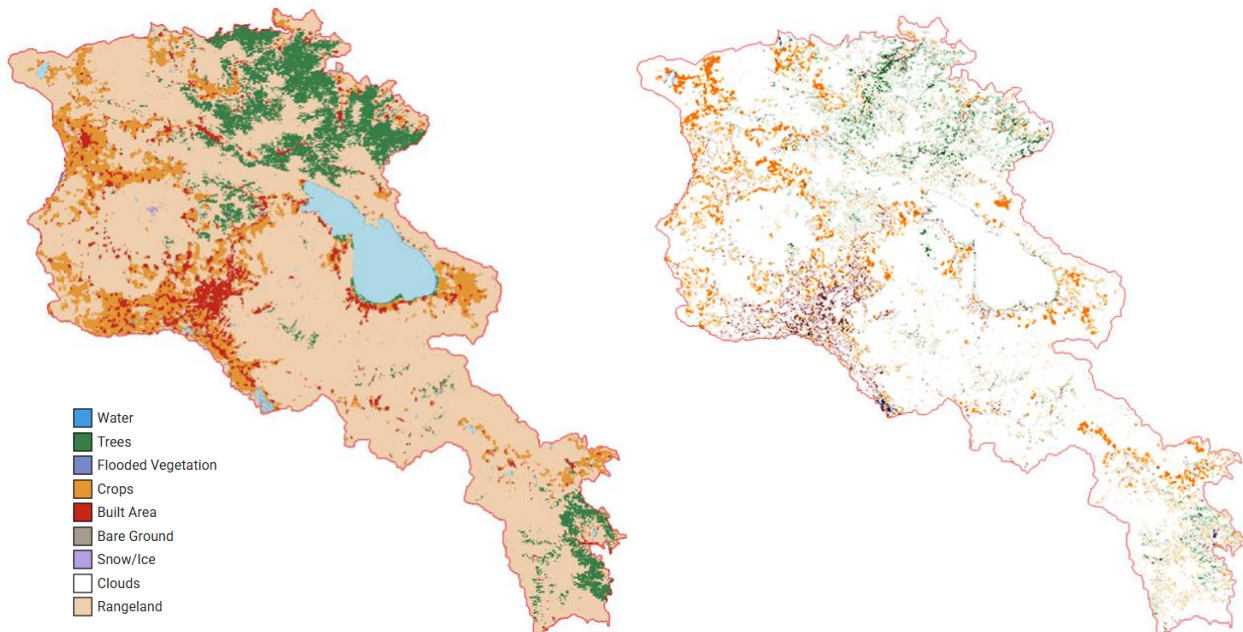 Water
Trees
Flooded Vegetation
Crops
Built Area
Bare Ground
Snow/Ice
Clouds
Rangeland